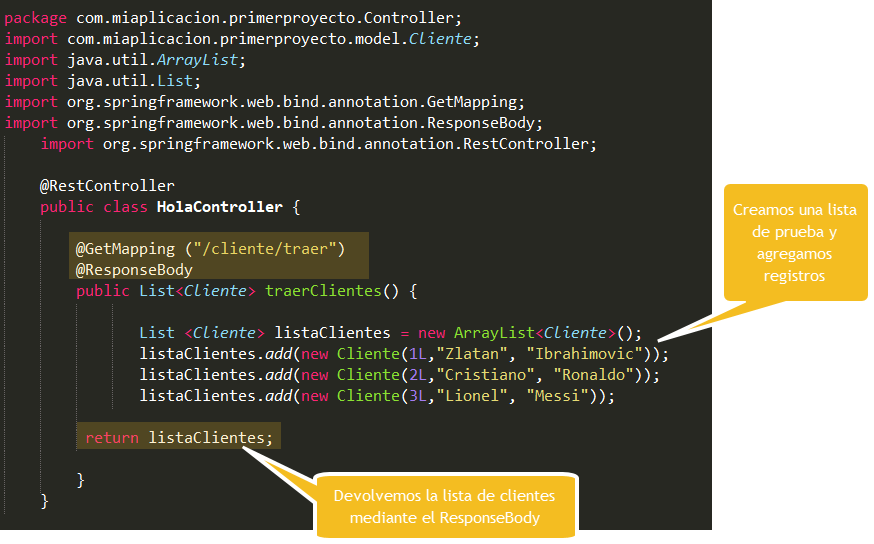 package com.miaplicacion.primerproyecto.Controller;
import com.miaplicacion.primerproyecto.model.Cliente;
import java.util.ArrayList;
import java.util.List;
import org.springframework.web.bind.annotation.GetMapping;
import org.springframework.web.bind.annotation.ResponseBody;
import org.springframework.web.bind.annotation.RestController;
@RestController
public class HolaController {
@GetMapping ("/cliente/traer")
@ResponseBody
public List<Cliente> traerClientes() {
List <Cliente> listaClientes = new ArrayList<Cliente>();
listaClientes.add(new Cliente(1L,"Zlatan", "Ibrahimovic"));
listaClientes.add(new Cliente(2L,"Cristiano", "Ronaldo"));
listaClientes.add(new Cliente(3L,"Lionel", "Messi"));
return listaClientes;
}
}
Creamos una lista
de prueba y
agregamos
registros
Devolvemos la lista de clientes
mediante el ResponseBody